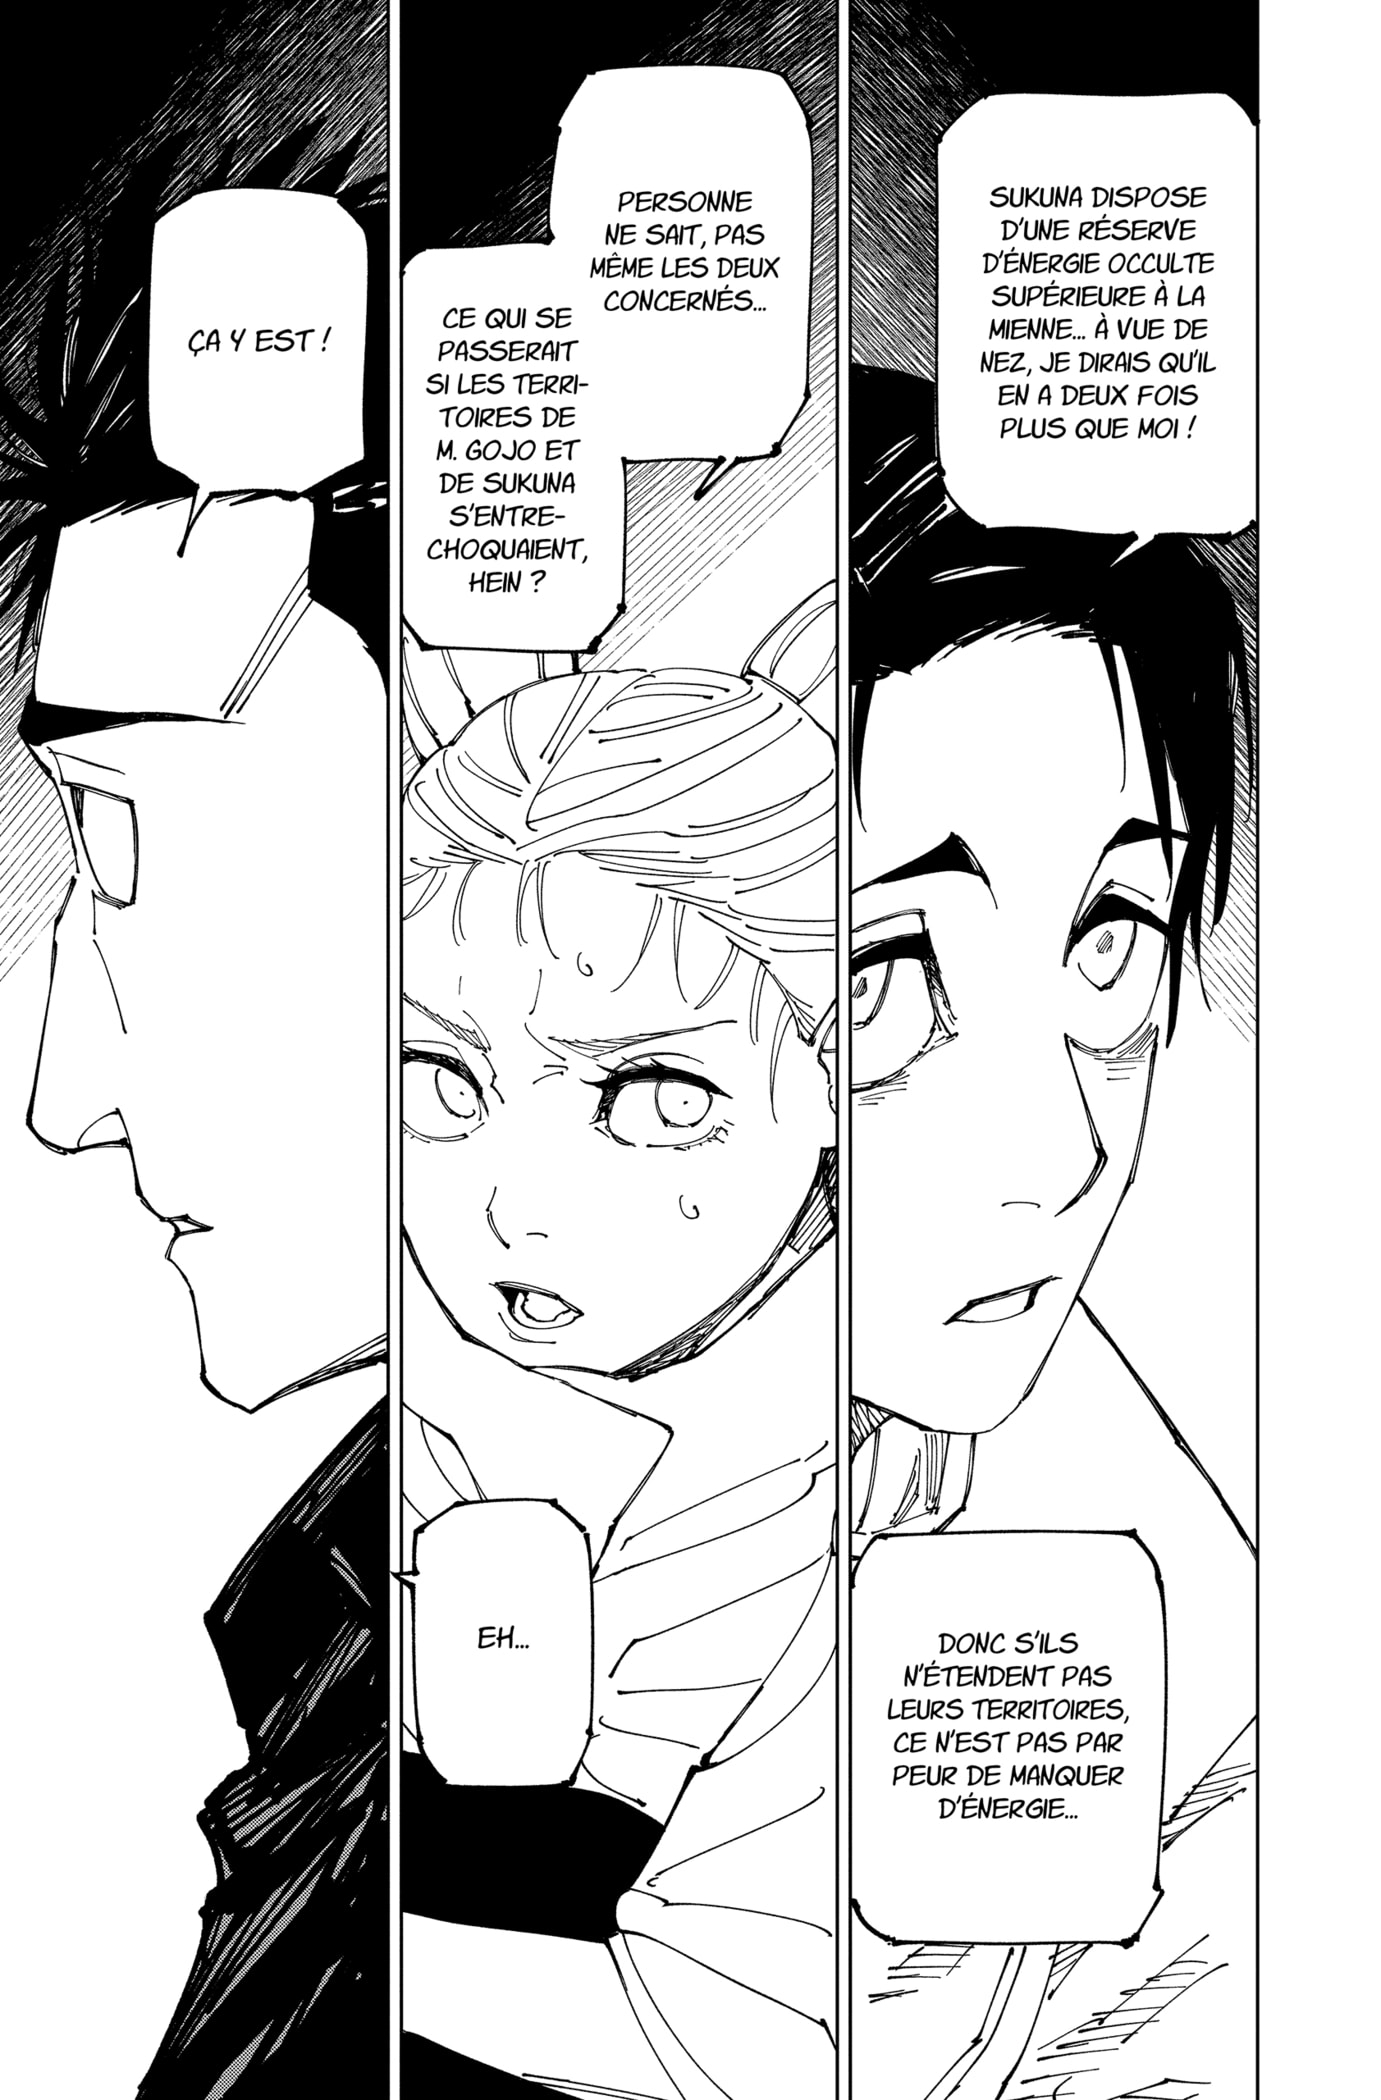 SUKUNA DISPOSE
D'UNE RÉSERVE
D'ÉNERGIE OCCULTE
SUPÉRIEURE À LA
MIENNE... À VUE DE
NEZ, JE DIRAIS QU'IL
EN A DEUX FOIS
PLUS QUE MOI !
DONC S'ILS
N'ÉTENDENT PAS
LEURS TERRITOIRES,
CE N'EST PAS PAR
PEUR DE MANQUER
D'ÉNERGIE...
PERSONNE
NE SAIT, PAS
MÊME LES DEUX
CONCERNÉS...
CE QUI SE
PASSERAIT
SI LES TERRI-
TOIRES DE
M. GOJO ET
DE SUKUNA
S'ENTRE-
CHOQUAIENT,
HEIN ?
EH...
ÇA Y EST !